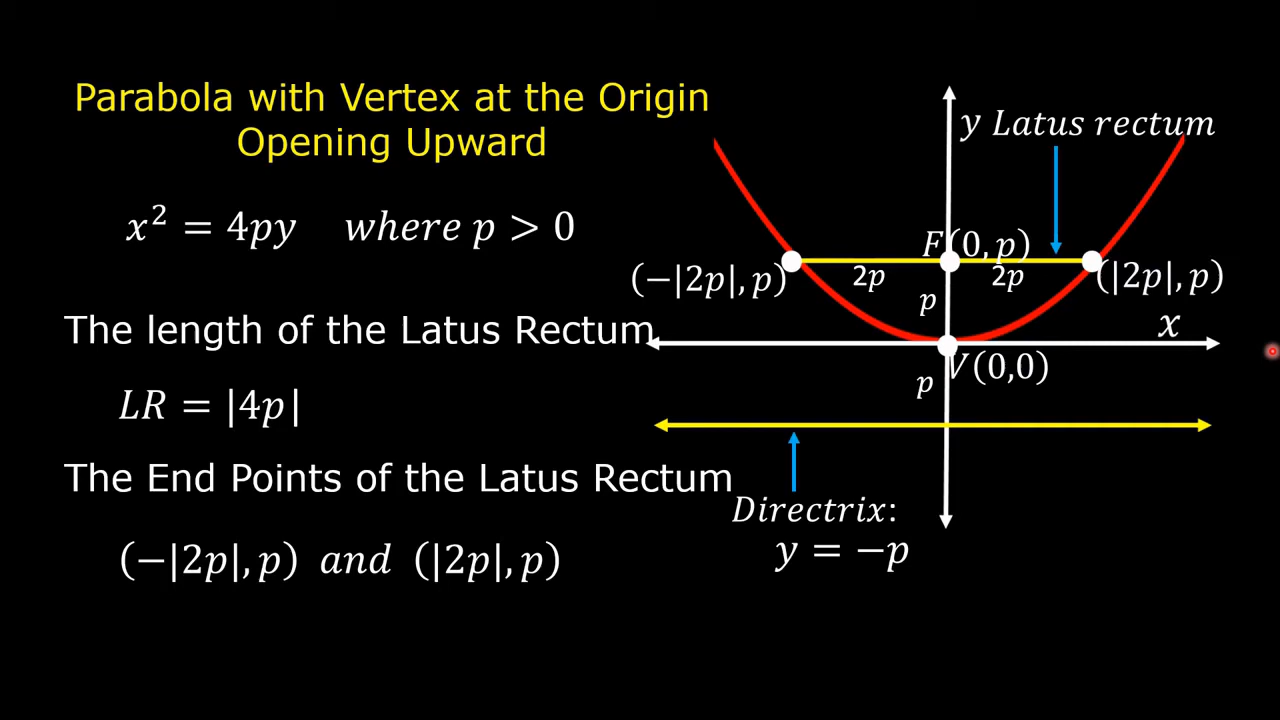 Parabola with Vertex at the Origin
Opening Upward
x² = 4py where p > 0
The length of the Latus Rectum
LR = |4p|
The End Points of the Latus Rectum
(−|2p|, p) and (|2p|, p)
y Latus rectum
F(0, p)
(−|2p|, p) 2p 2p (|2p|, p)
p
x
V(0,0)
p
Directrix:
y = −p